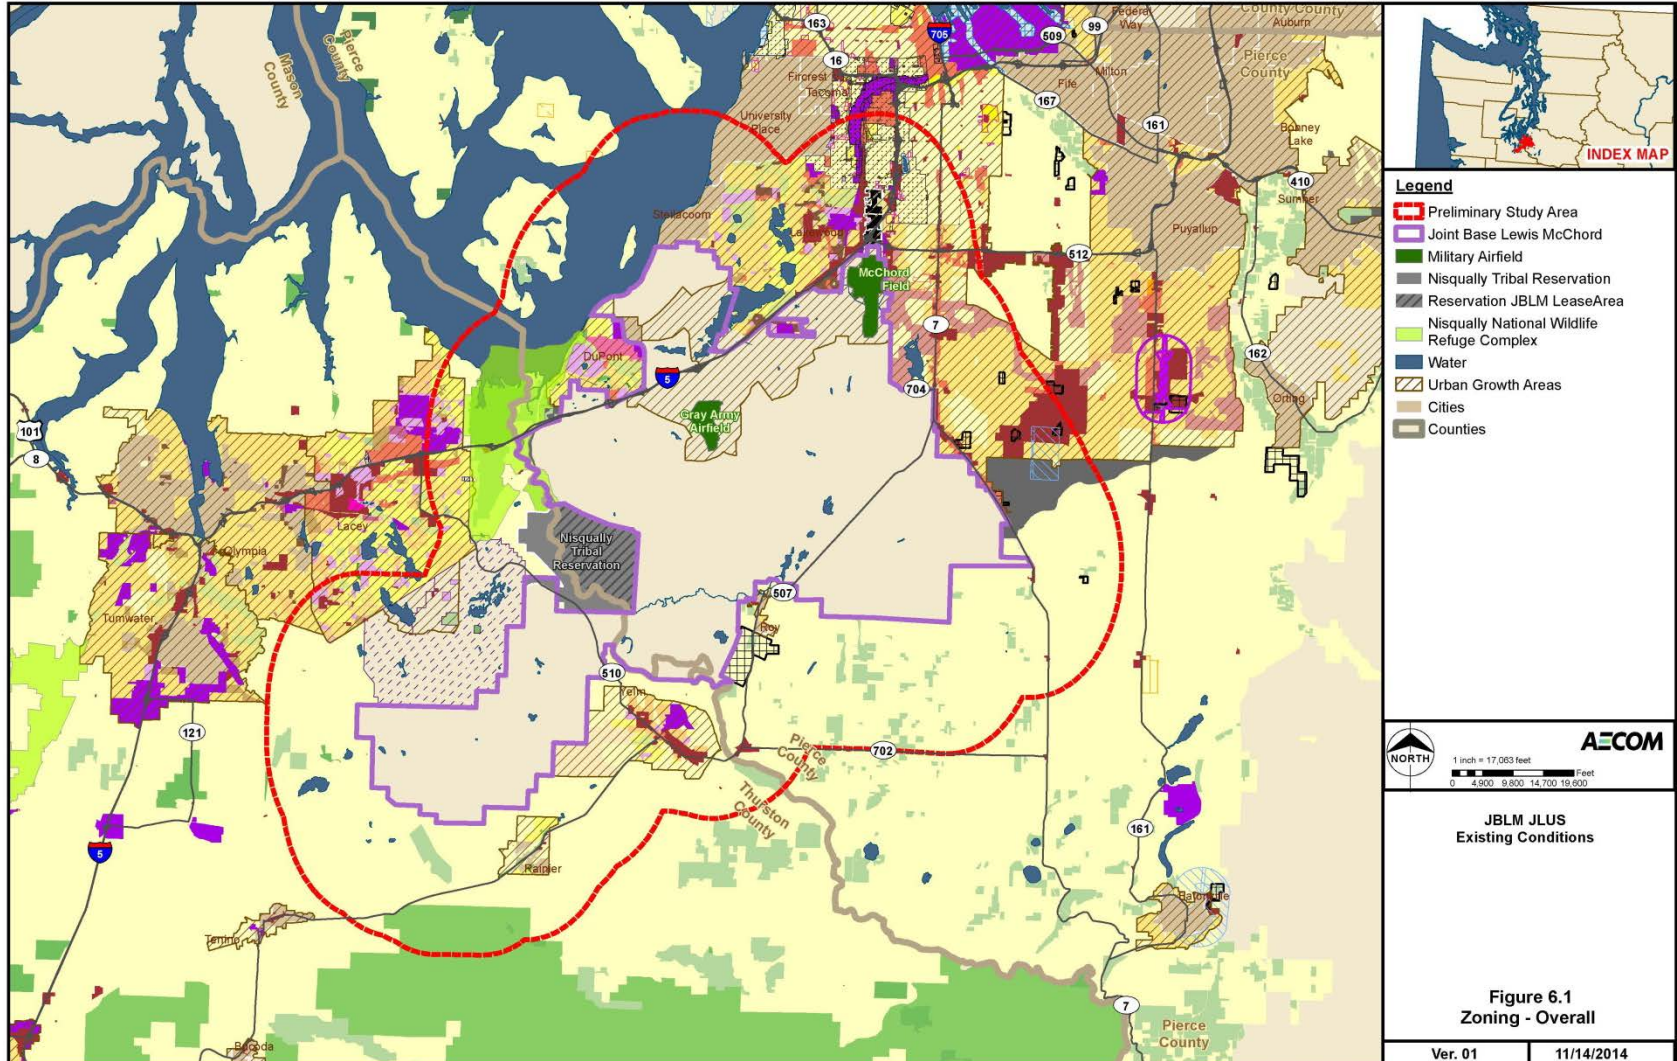 163
705
99
Federal
Way
County County
Auburn
509
16
Mason
County
Pierce
County
Pierce
County
Fircrest
Tacoma
Milton
Fife
167
University
Place
161
Bonney
Lake
410
Sumner
Steilacoom
Lakewood
Puyallup
512
McChord
Field
7
DuPont
5
162
704
Gray Army
Airfield
Orting
101
8
Lacey
Olympia
Nisqually
Tribal
Reservation
507
Roy
Tumwater
510
Yelm
121
702
Pierce
County
Thurston
County
161
5
Rainier
Eatonville
Tenino
7
Pierce
County
Bucoda
INDEX MAP
Legend
Preliminary Study Area
Joint Base Lewis McChord
Military Airfield
Nisqually Tribal Reservation
Reservation JBLM LeaseArea
Nisqually National Wildlife
Refuge Complex
Water
Urban Growth Areas
Cities
Counties
NORTH
AECOM
1 inch = 17,063 feet
Feet
0 4,900 9,800 14,700 19,600
JBLM JLUS
Existing Conditions
Figure 6.1
Zoning - Overall
Ver. 01 11/14/2014